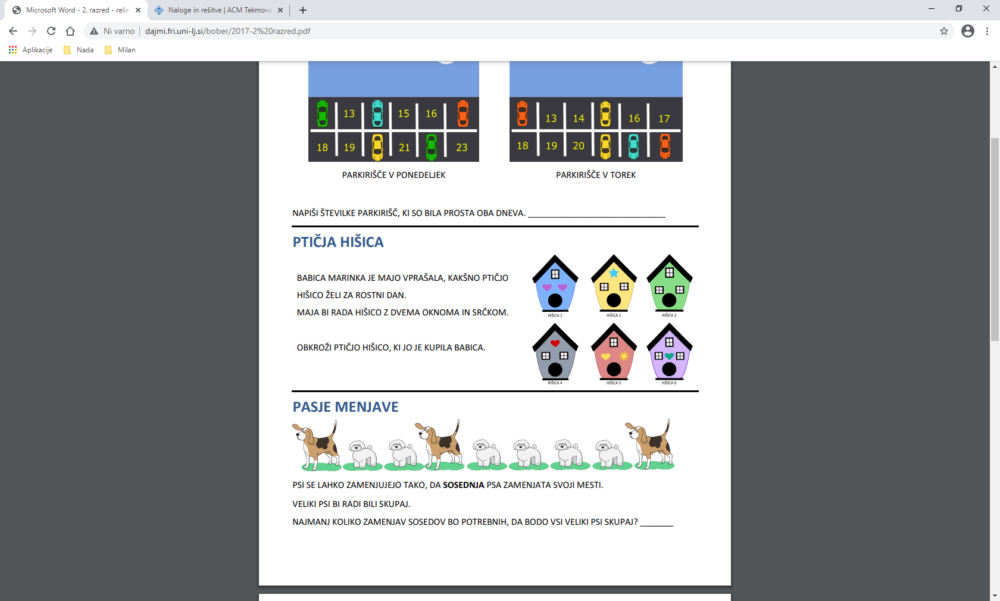 Microsoft Word - 2. razred - reše
Naloge in rešitve | ACM Tekmova
Ni varno
dajmi.fri.uni-lj.si/bober/2017-2%20razred.pdf
Aplikacije
Nada
Milan
13 15 16
18 19 21 23
PARKIRIŠČE V PONEDELJEK
13 14 16 17
18 19 20
PARKIRIŠČE V TOREK
NAPIŠI ŠTEVILKE PARKIRIŠČ, KI SO BILA PROSTA OBA DNEVA. ____________________________
PTIČJA HIŠICA
BABICA MARINKA JE MAJO VPRAŠALA, KAKŠNO PTIČJO
HIŠICO ŽELI ZA ROSTNI DAN.
MAJA BI RADA HIŠICO Z DVEMA OKNOMA IN SRČKOM.
OBKROŽI PTIČJO HIŠICO, KI JO JE KUPILA BABICA.
HIŠICA 1
HIŠICA 2
HIŠICA 3
HIŠICA 4
HIŠICA 5
HIŠICA 6
PASJE MENJAVE
PSI SE LAHKO ZAMENJUJEJO TAKO, DA SOSEDNJA PSA ZAMENJATA SVOJI MESTI.
VELIKI PSI BI RADI BILI SKUPAJ.
NAJMANJ KOLIKO ZAMENJAV SOSEDOV BO POTREBNIH, DA BODO VSI VELIKI PSI SKUPAJ? _______